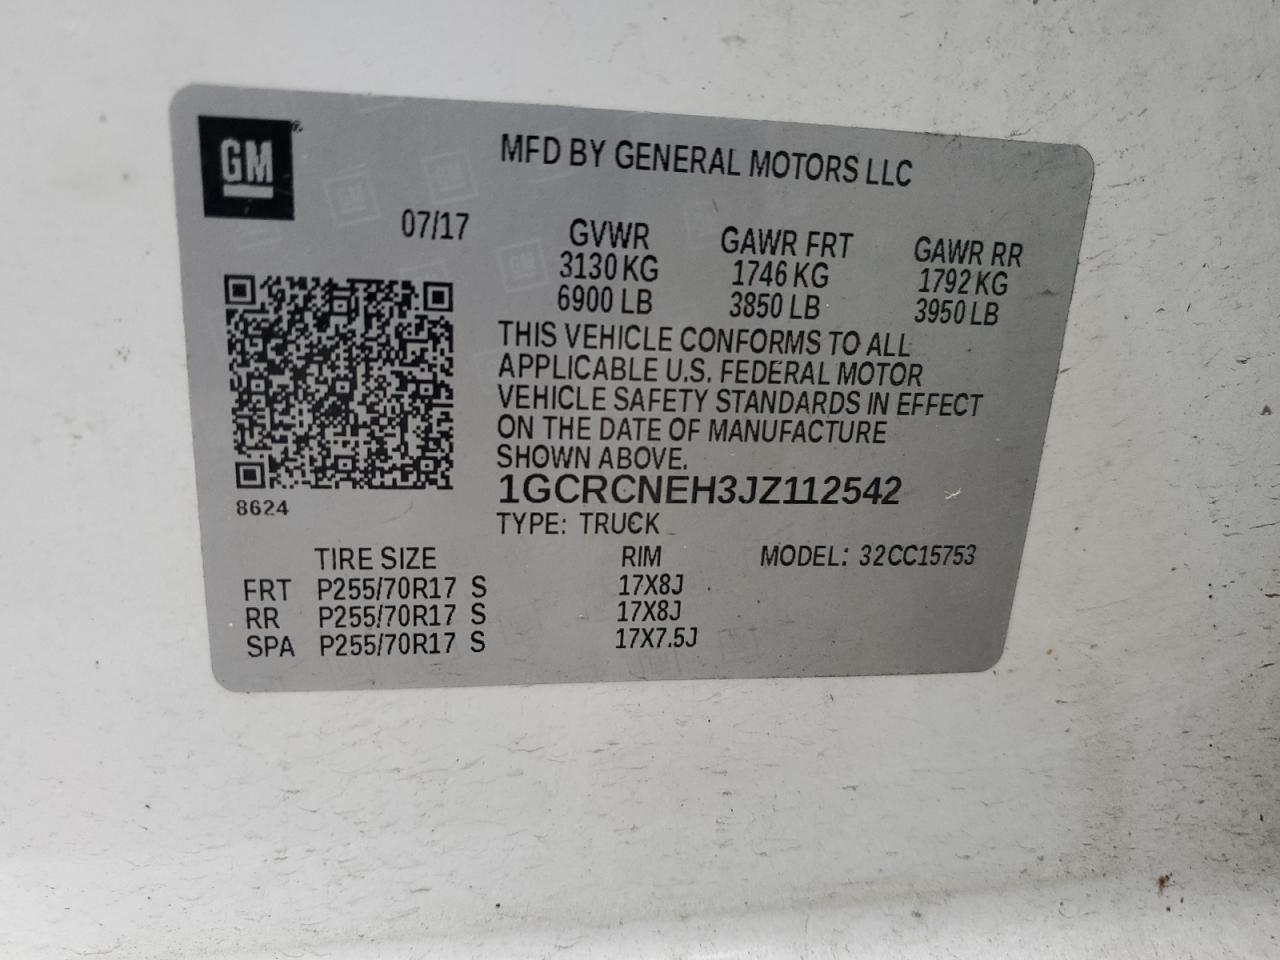 GM
MFD BY GENERAL MOTORS LLC
07/17
GVWR GAWR FRT GAWR RR
3130 KG 1746 KG 1792 KG
6900 LB 3850 LB 3950 LB
THIS VEHICLE CONFORMS TO ALL
APPLICABLE U.S. FEDERAL MOTOR
VEHICLE SAFETY STANDARDS IN EFFECT
ON THE DATE OF MANUFACTURE
SHOWN ABOVE.
1GCRCNEH3JZ112542
8624
TYPE: TRUCK
TIRE SIZE RIM MODEL: 32CC15753
FRT P255/70R17 S 17X8J
RR P255/70R17 S 17X8J
SPA P255/70R17 S 17X7.5J